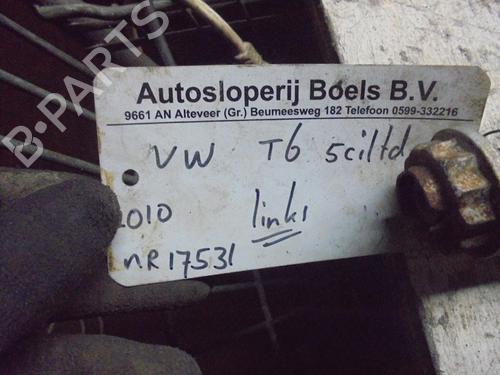 B-PARTS
Autosloperij Boels B.V.
9661 AN Alteveer (Gr.) Beumeesweg 182 Telefoon 0599-332216
VW T6 5ciltd
2010 links
nR17531